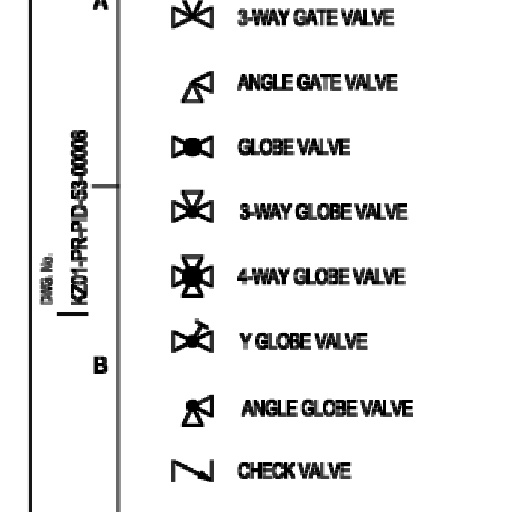 A
3-WAY GATE VALVE
ANGLE GATE VALVE
GLOBE VALVE
3-WAY GLOBE VALVE
4-WAY GLOBE VALVE
Y GLOBE VALVE
ANGLE GLOBE VALVE
CHECK VALVE
B
DWG. No.
KZ01-PR-PID-S3-00006